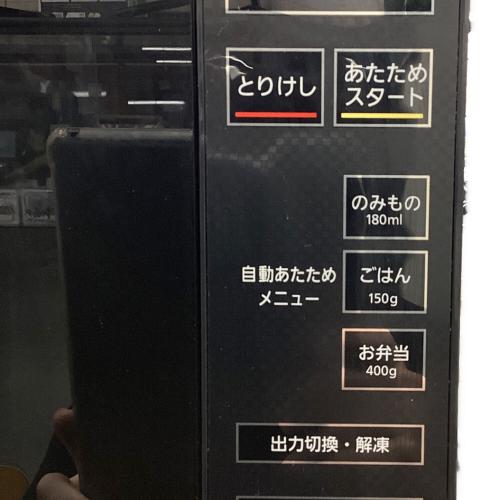 とりけし
あたため
スタート
のみもの
180ml
自動あたため
メニュー
ごはん
150g
お弁当
400g
出力切換・解凍